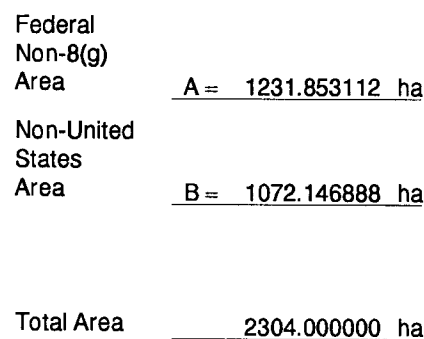 Federal
Non-8(g)
Area A = 1231.853112 ha
Non-United
States
Area B = 1072.146888 ha
Total Area 2304.000000 ha